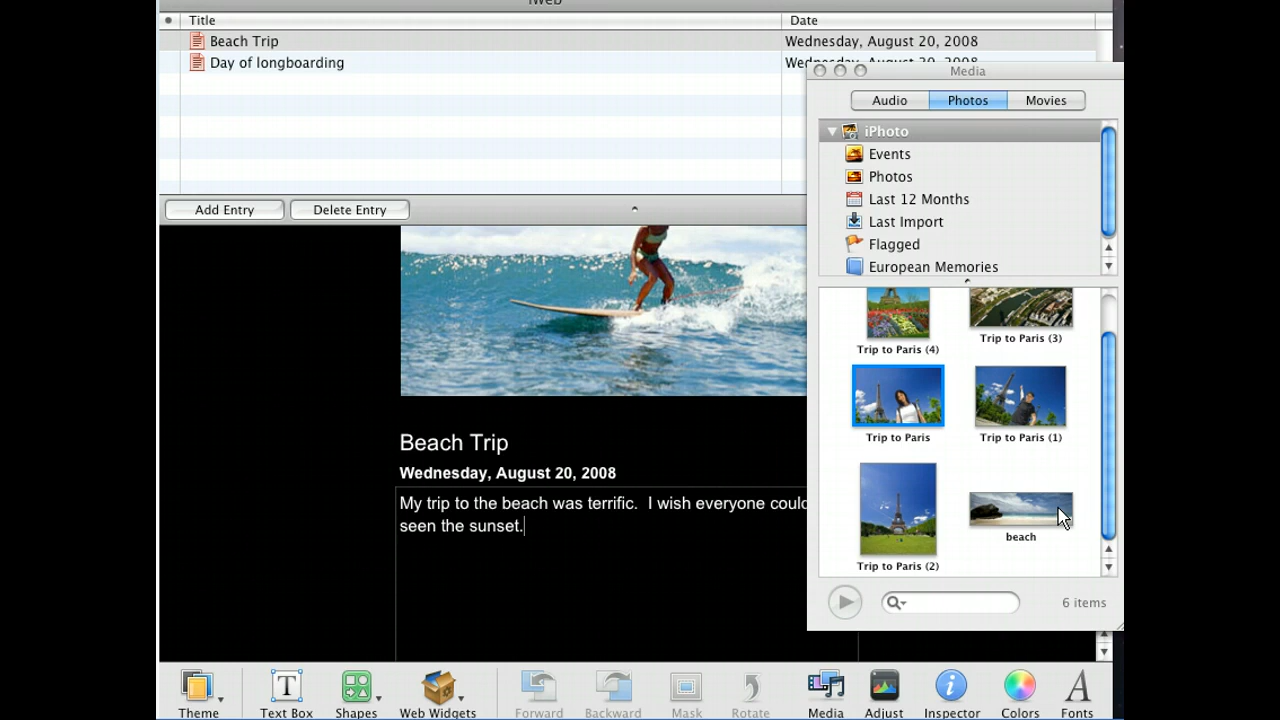 iWeb
Title Date
Beach Trip Wednesday, August 20, 2008
Day of longboarding Wednesday, August 20, 2008
Media
Audio Photos Movies
iPhoto
Events
Photos
Last 12 Months
Last Import
Flagged
European Memories
Add Entry Delete Entry
Trip to Paris (4) Trip to Paris (3)
Trip to Paris Trip to Paris (1)
Trip to Paris (2) beach
6 items
Beach Trip
Wednesday, August 20, 2008
My trip to the beach was terrific. I wish everyone could
seen the sunset.
Theme T Text Box Shapes Web Widgets Forward Backward Mask Rotate Media Adjust Inspector Colors A Fonts